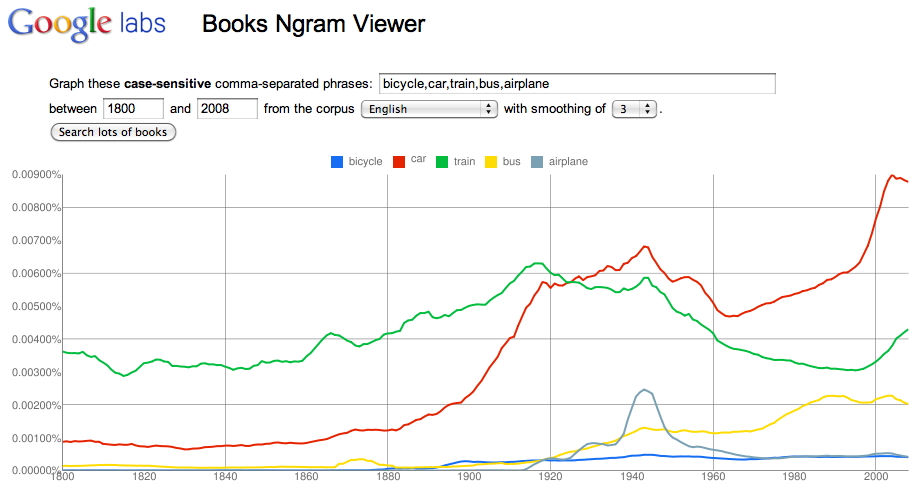 Google labs Books Ngram Viewer
Graph these case-sensitive comma-separated phrases: bicycle,car,train,bus,airplane
between 1800 and 2008 from the corpus English with smoothing of 3 .
Search lots of books
bicycle car train bus airplane
0.00900%
0.00800%
0.00700%
0.00600%
0.00500%
0.00400%
0.00300%
0.00200%
0.00100%
0.00000%
1800 1820 1840 1860 1880 1900 1920 1940 1960 1980 2000